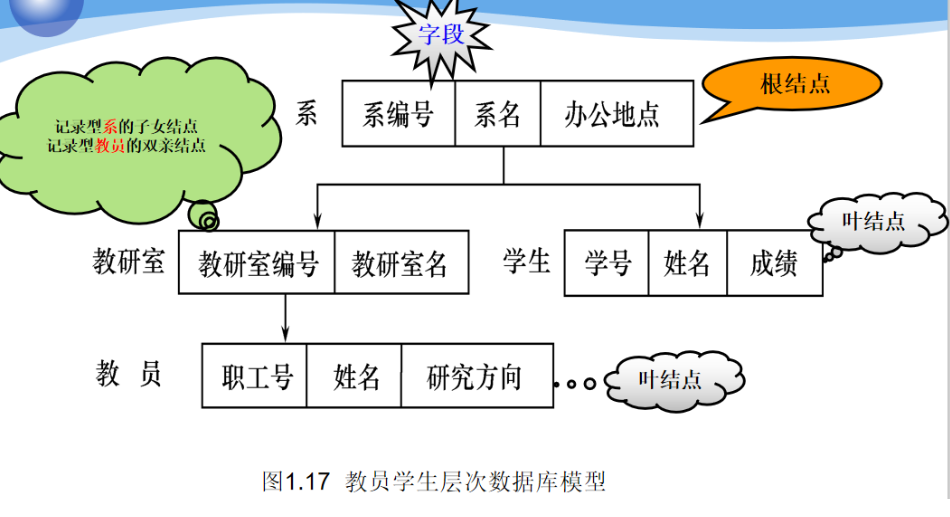 字段
系 系编号 系名 办公地点
根结点
记录型系的子女结点
记录型教员的双亲结点
叶结点
教研室 教研室编号 教研室名
学生 学号 姓名 成绩
教 员 职工号 姓名 研究方向
叶结点
图1.17 教员学生层次数据库模型